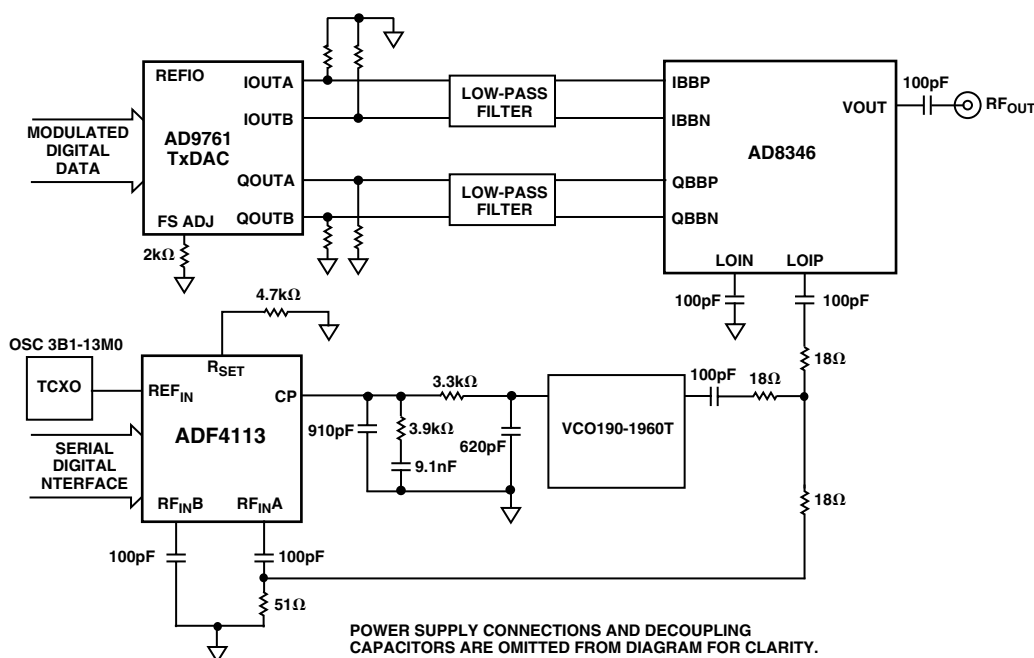 REFIO
IOUTA
IOUTB
AD9761
TxDAC
QOUTA
QOUTB
FS ADJ
MODULATED
DIGITAL
DATA
2kΩ
LOW-PASS
FILTER
LOW-PASS
FILTER
IBBP
IBBN
AD8346
QBBP
QBBN
VOUT
LOIN
LOIP
100pF
RFOUT
100pF
100pF
18Ω
4.7kΩ
OSC 3B1-13M0
TCXO
RSET
REFIN
CP
ADF4113
SERIAL
DIGITAL
NTERFACE
RFINB
RFINA
910pF
3.3kΩ
3.9kΩ
9.1nF
620pF
VCO190-1960T
100pF
18Ω
18Ω
100pF
100pF
51Ω
POWER SUPPLY CONNECTIONS AND DECOUPLING
CAPACITORS ARE OMITTED FROM DIAGRAM FOR CLARITY.